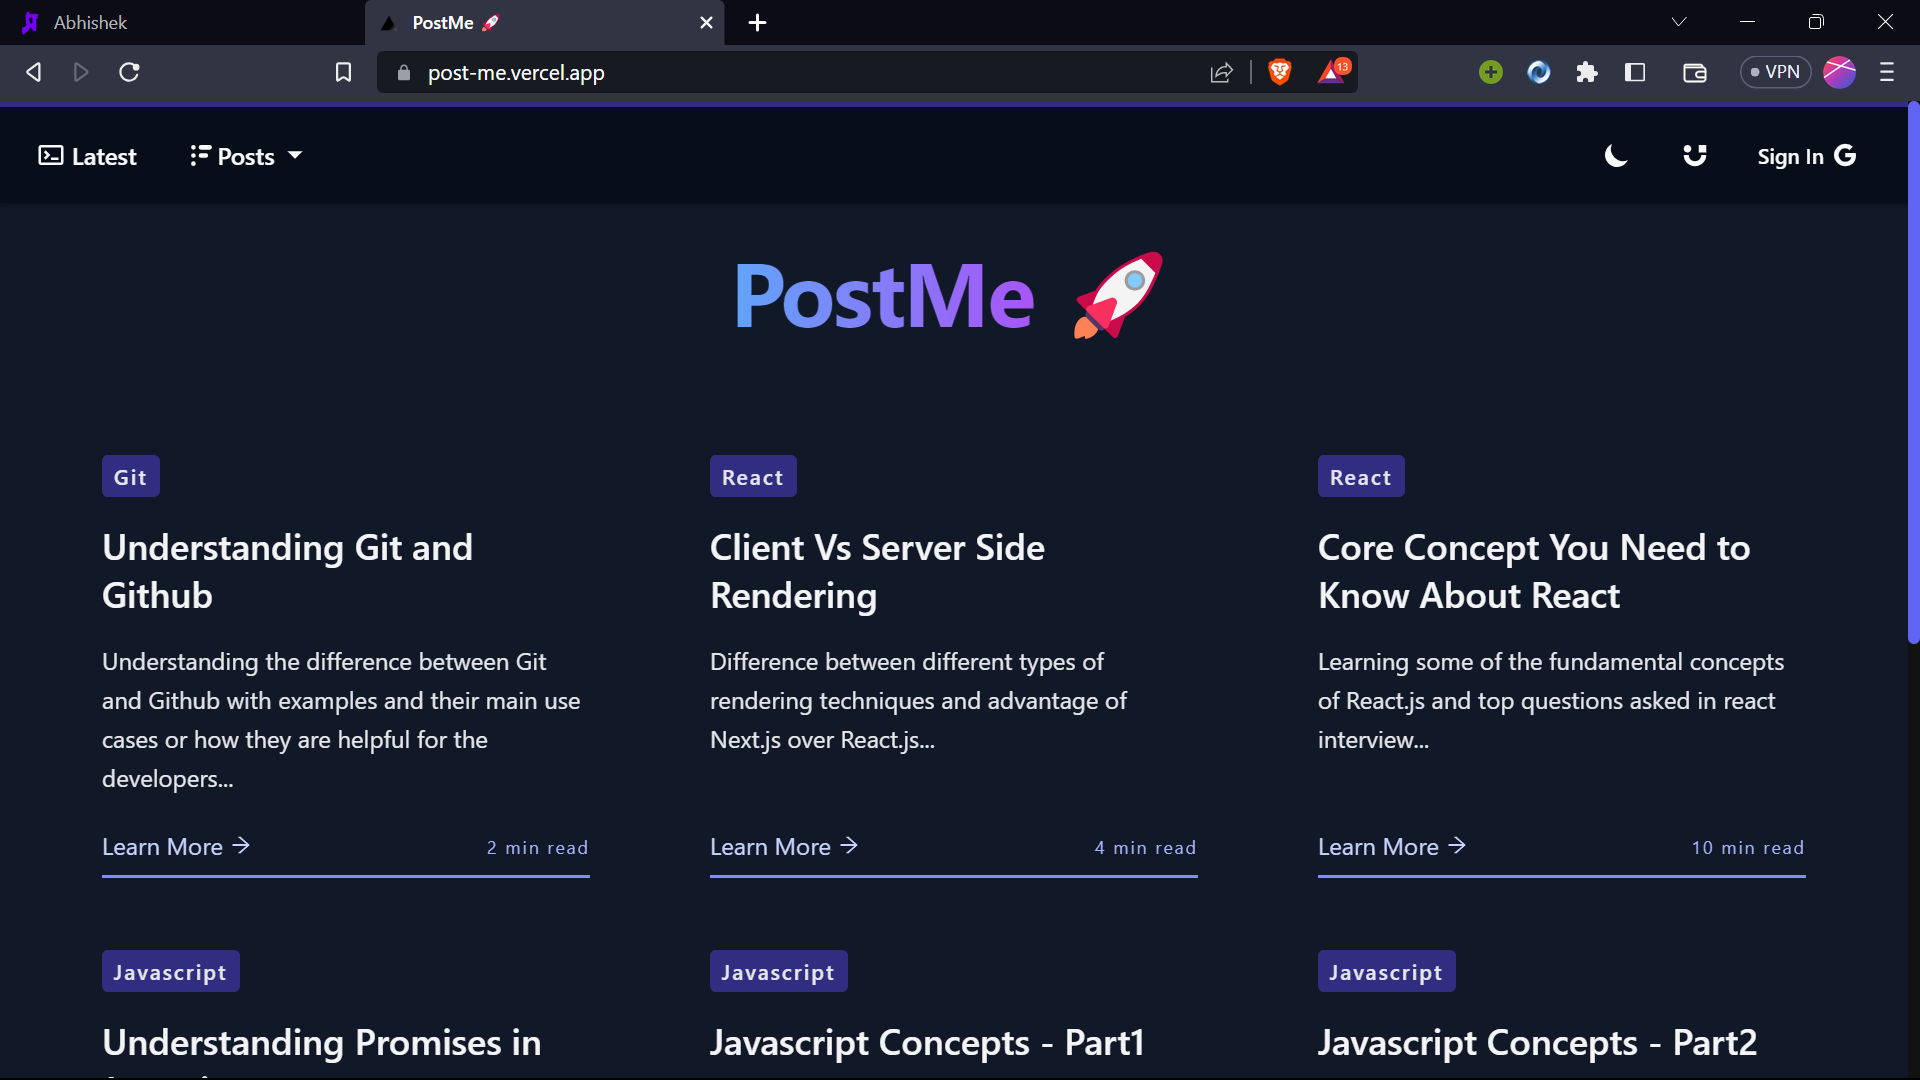 Abhishek
PostMe 🚀
post-me.vercel.app
13
VPN
Latest
Posts
Sign In G
PostMe 🚀
Git
Understanding Git and
Github
Understanding the difference between Git
and Github with examples and their main use
cases or how they are helpful for the
developers...
Learn More →
2 min read
React
Client Vs Server Side
Rendering
Difference between different types of
rendering techniques and advantage of
Next.js over React.js...
Learn More →
4 min read
React
Core Concept You Need to
Know About React
Learning some of the fundamental concepts
of React.js and top questions asked in react
interview...
Learn More →
10 min read
Javascript
Understanding Promises in
Javascript
Javascript Concepts - Part1
Javascript
Javascript Concepts - Part2